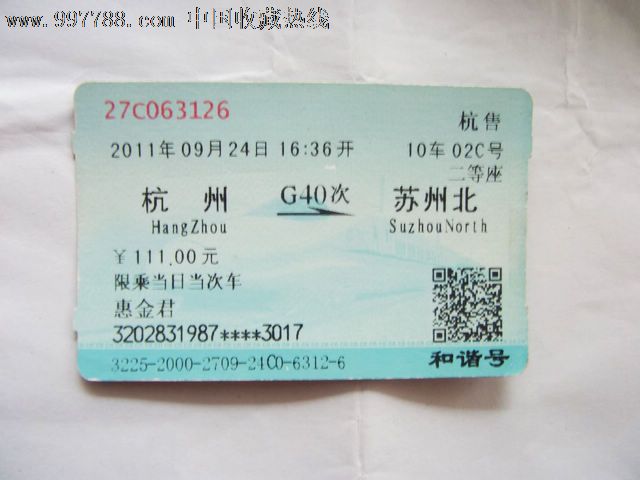 www.997788.com 中国收藏热线
27C063126
杭售
2011年09月24日 16:36开
10车 02C号
二等座
杭 州
G40次
苏州北
HangZhou
SuzhouNorth
￥111.00元
限乘当日当次车
惠金君
3202831987****3017
3225-2000-2709-24C0-6312-6
和谐号